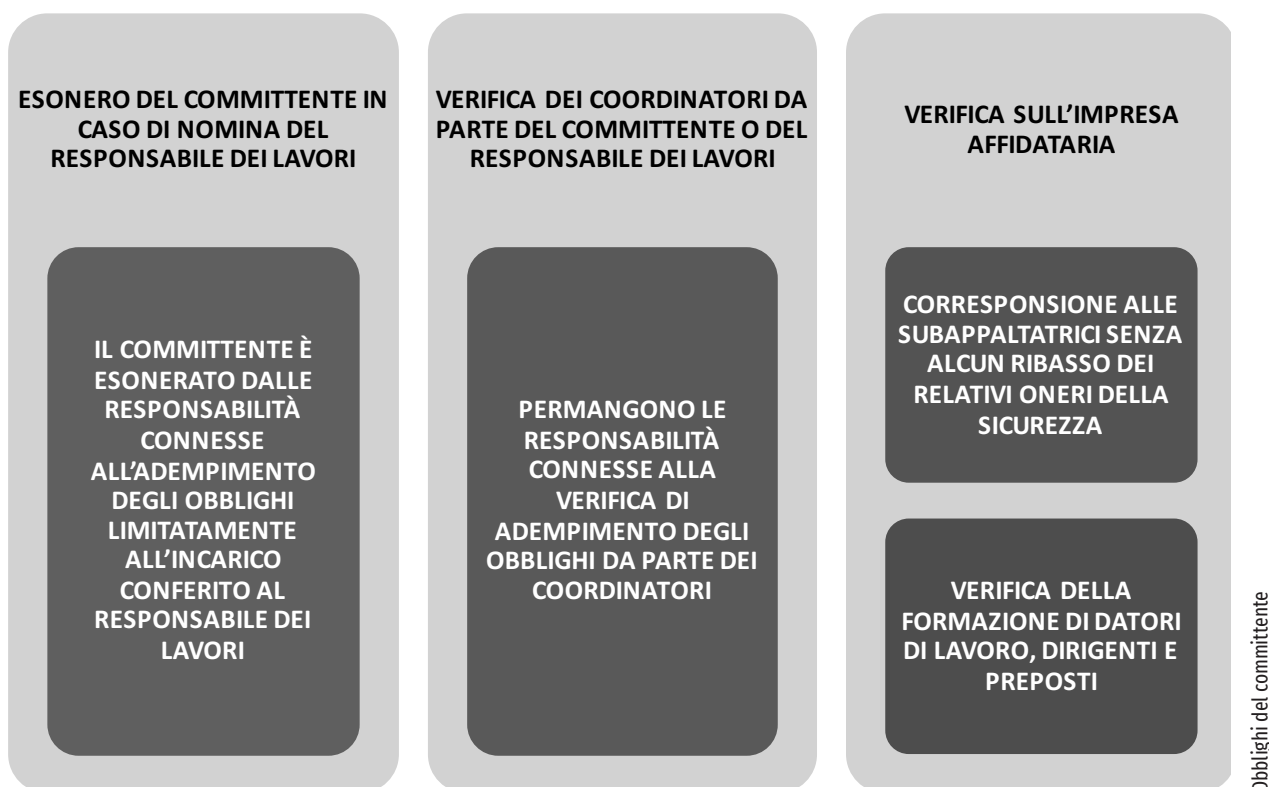 ESONERO DEL COMMITTENTE IN
CASO DI NOMINA DEL
RESPONSABILE DEI LAVORI
IL COMMITTENTE È
ESONERATO DALLE
RESPONSABILITÀ
CONNESSE
ALL’ADEMPIMENTO
DEGLI OBBLIGHI
LIMITATAMENTE
ALL’INCARICO
CONFERITO AL
RESPONSABILE DEI
LAVORI
VERIFICA DEI COORDINATORI DA
PARTE DEL COMMITTENTE O DEL
RESPONSABILE DEI LAVORI
PERMANGONO LE
RESPONSABILITÀ
CONNESSE ALLA
VERIFICA DI
ADEMPIMENTO DEGLI
OBBLIGHI DA PARTE DEI
COORDINATORI
VERIFICA SULL’IMPRESA
AFFIDATARIA
CORRESPONSIONE ALLE
SUBAPPALTATRICI SENZA
ALCUN RIBASSO DEI
RELATIVI ONERI DELLA
SICUREZZA
VERIFICA DELLA
FORMAZIONE DI DATORI
DI LAVORO, DIRIGENTI E
PREPOSTI
Obblighi del committente